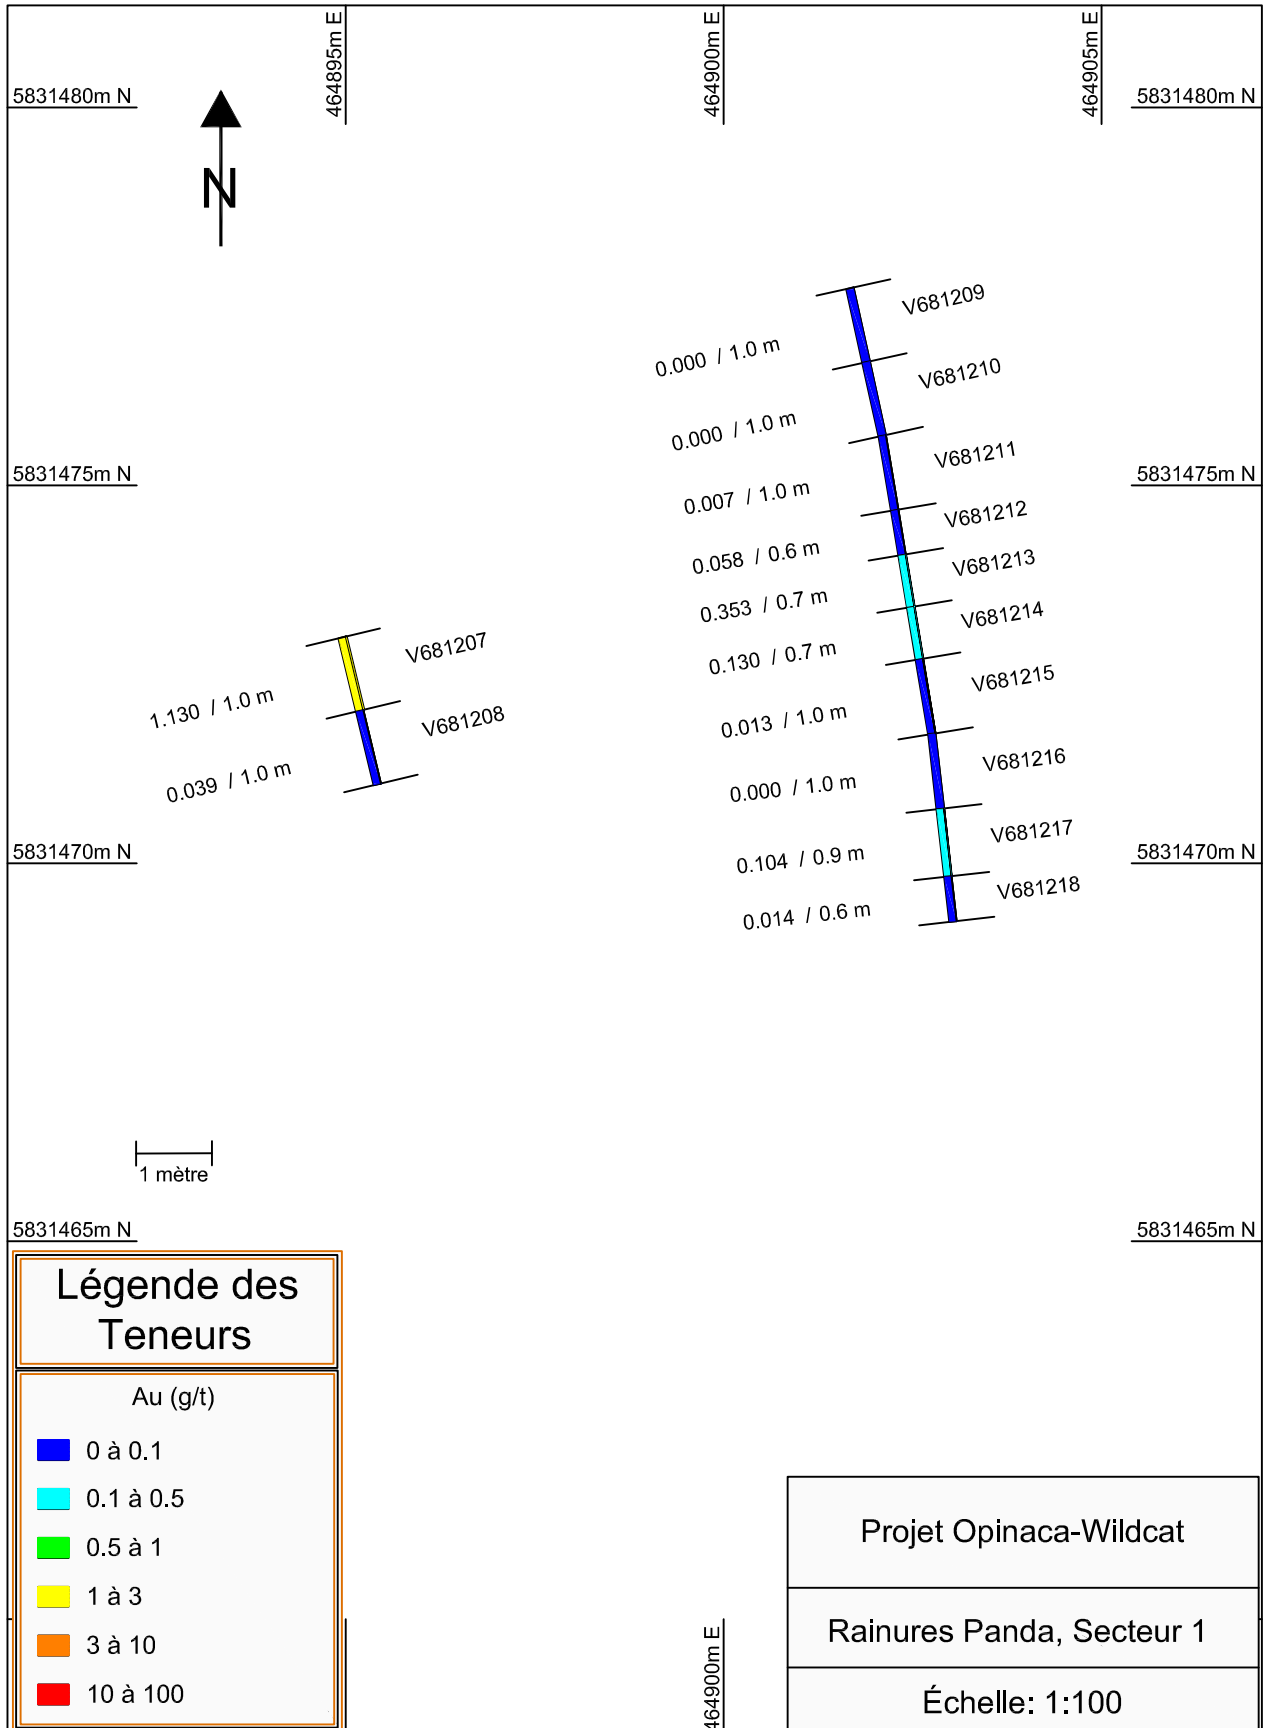 464895m E
464900m E
464905m E
5831480m N
5831480m N
N
V681209
0.000 / 1.0 m
V681210
0.000 / 1.0 m
V681211
5831475m N
5831475m N
0.007 / 1.0 m
V681212
0.058 / 0.6 m
V681213
0.353 / 0.7 m
V681214
0.130 / 0.7 m
V681215
V681207
1.130 / 1.0 m
V681208
0.013 / 1.0 m
V681216
0.039 / 1.0 m
0.000 / 1.0 m
V681217
5831470m N
5831470m N
0.104 / 0.9 m
V681218
0.014 / 0.6 m
1 mètre
5831465m N
5831465m N
Légende des
Teneurs
Au (g/t)
0 à 0.1
0.1 à 0.5
0.5 à 1
1 à 3
3 à 10
10 à 100
464900m E
Projet Opinaca-Wildcat
Rainures Panda, Secteur 1
Échelle: 1:100